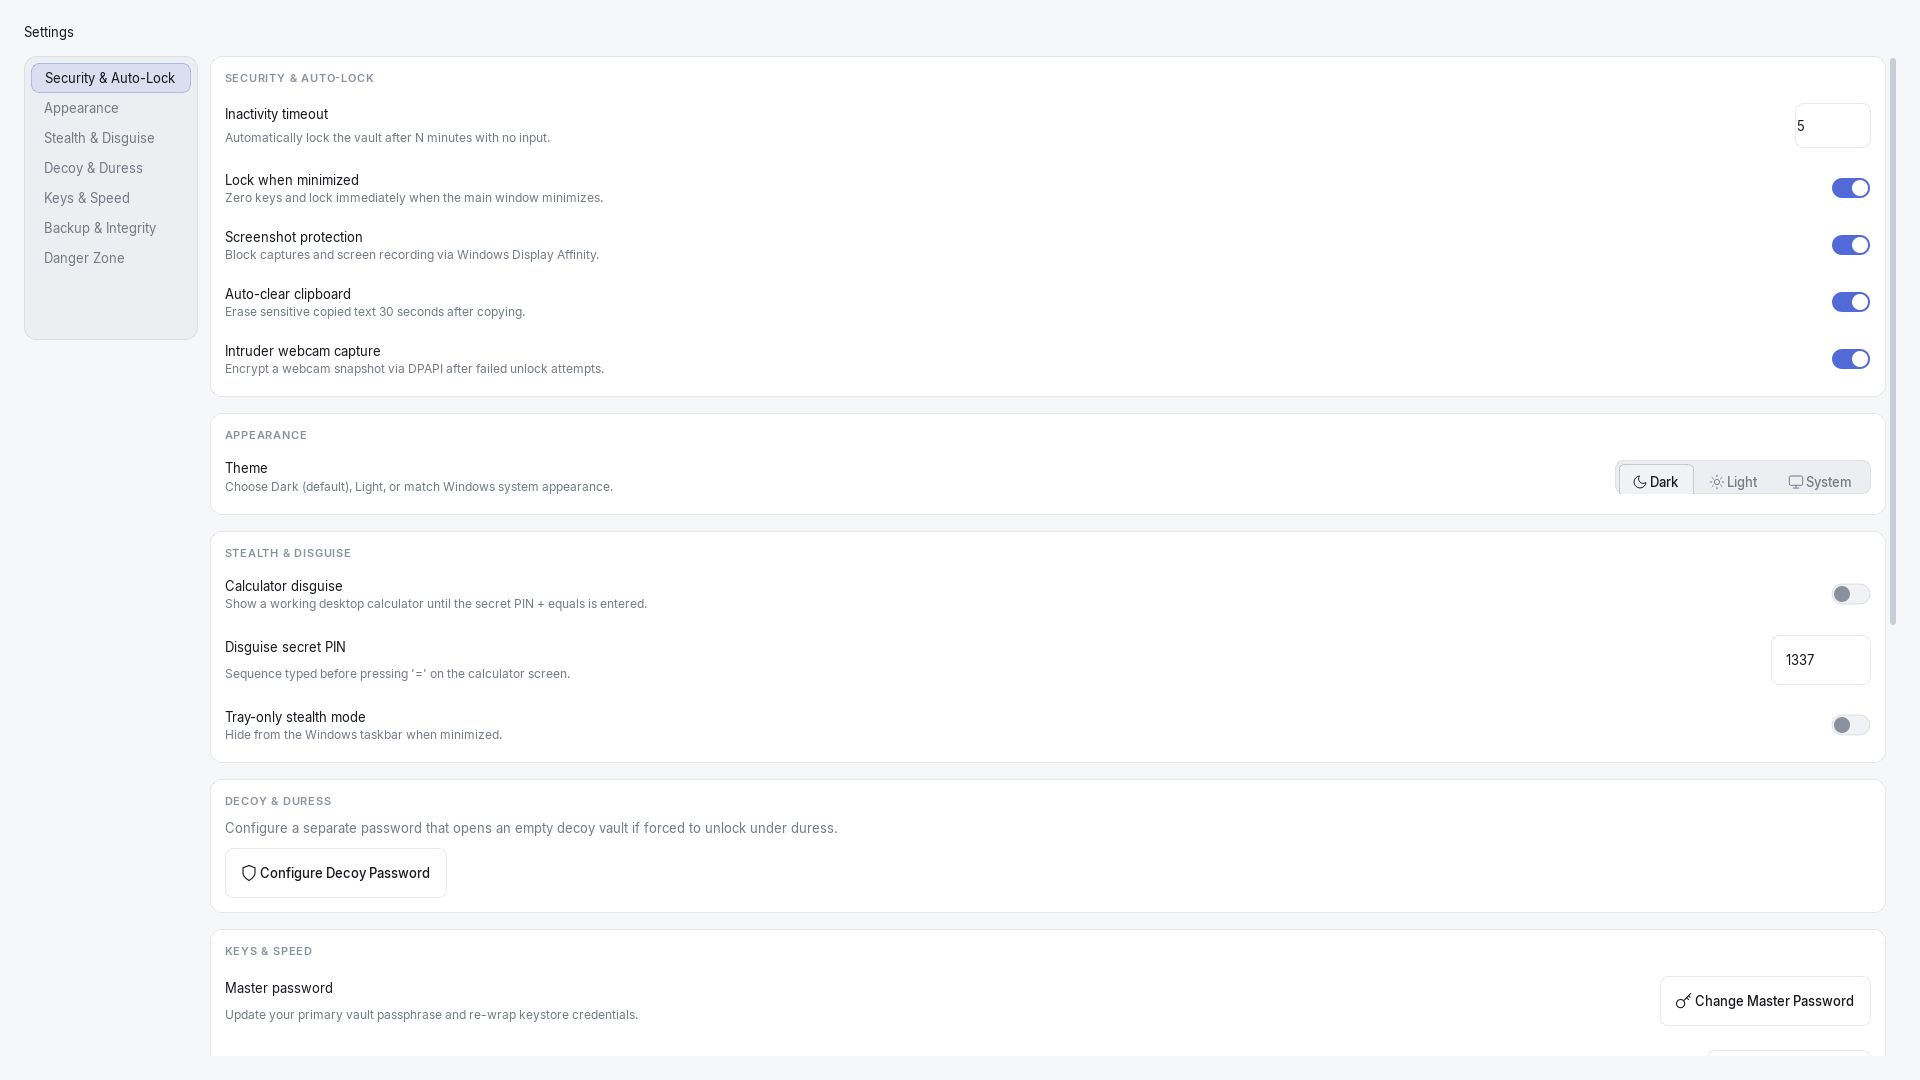 Settings
Security & Auto-Lock
Appearance
Stealth & Disguise
Decoy & Duress
Keys & Speed
Backup & Integrity
Danger Zone
SECURITY & AUTO-LOCK
Inactivity timeout
Automatically lock the vault after N minutes with no input.
5
Lock when minimized
Zero keys and lock immediately when the main window minimizes.
Screenshot protection
Block captures and screen recording via Windows Display Affinity.
Auto-clear clipboard
Erase sensitive copied text 30 seconds after copying.
Intruder webcam capture
Encrypt a webcam snapshot via DPAPI after failed unlock attempts.
APPEARANCE
Theme
Choose Dark (default), Light, or match Windows system appearance.
Dark Light System
STEALTH & DISGUISE
Calculator disguise
Show a working desktop calculator until the secret PIN + equals is entered.
Disguise secret PIN
Sequence typed before pressing '=' on the calculator screen.
1337
Tray-only stealth mode
Hide from the Windows taskbar when minimized.
DECOY & DURESS
Configure a separate password that opens an empty decoy vault if forced to unlock under duress.
Configure Decoy Password
KEYS & SPEED
Master password
Update your primary vault passphrase and re-wrap keystore credentials.
Change Master Password